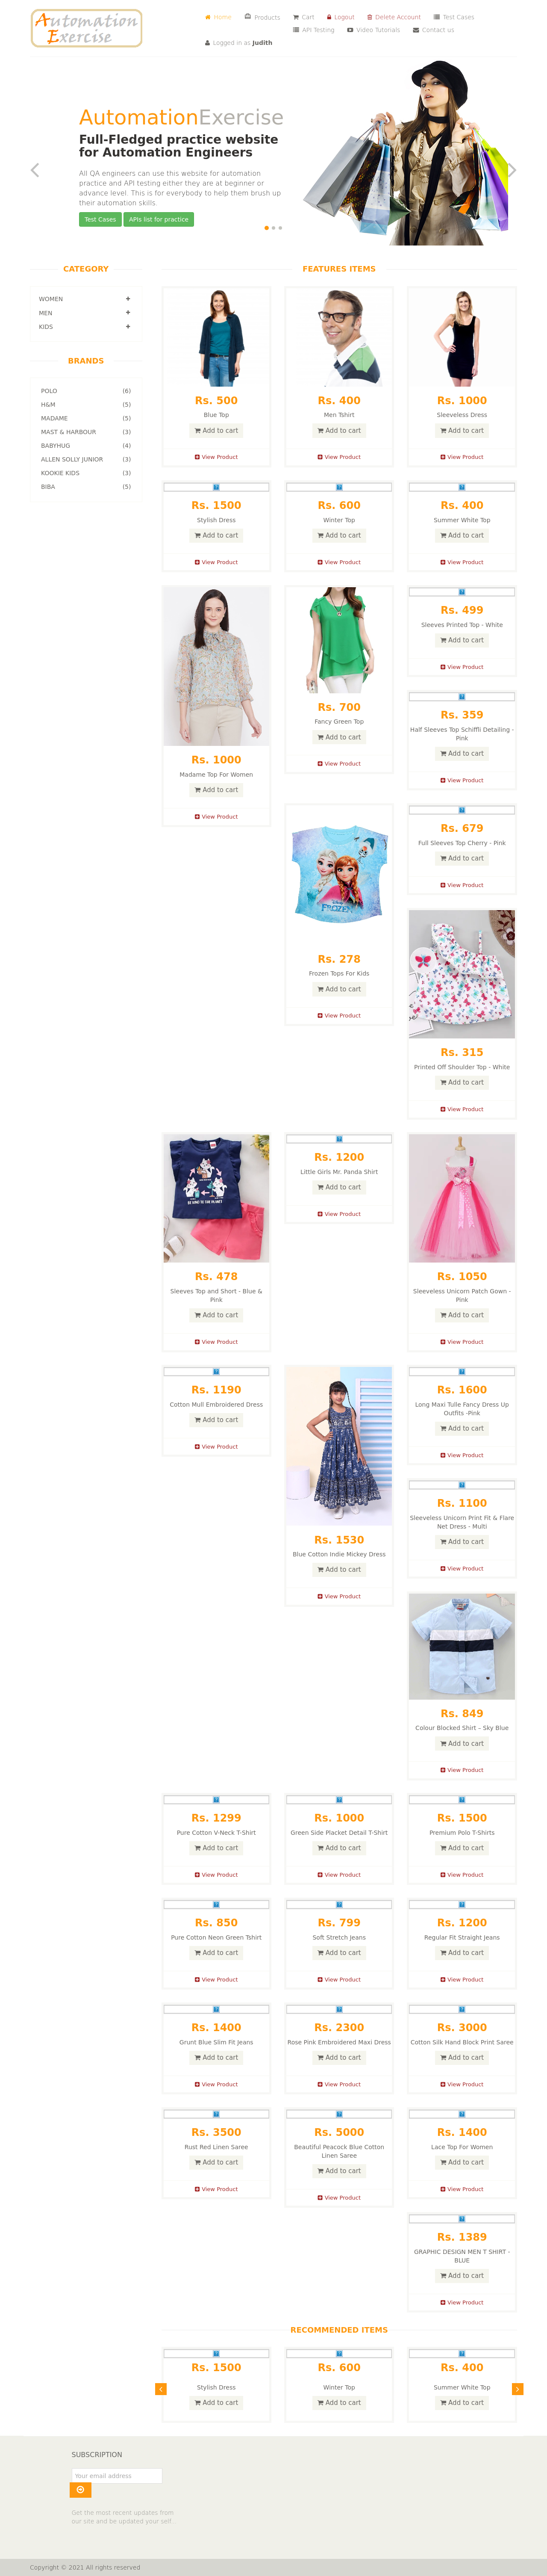 Automation
Exercise
Home
Products
Cart
Logout
Delete Account
Test Cases
API Testing
Video Tutorials
Contact us
Logged in as Judith
AutomationExercise
Full-Fledged practice website
for Automation Engineers
All QA engineers can use this website for automation
practice and API testing either they are at beginner or
advance level. This is for everybody to help them brush up
their automation skills.
Test Cases
APIs list for practice
CATEGORY
WOMEN
MEN
KIDS
BRANDS
POLO (6)
H&M (5)
MADAME (5)
MAST & HARBOUR (3)
BABYHUG (4)
ALLEN SOLLY JUNIOR (3)
KOOKIE KIDS (3)
BIBA (5)
FEATURES ITEMS
Rs. 500
Blue Top
Add to cart
View Product
Rs. 400
Men Tshirt
Add to cart
View Product
Rs. 1000
Sleeveless Dress
Add to cart
View Product
Rs. 1500
Stylish Dress
Add to cart
View Product
Rs. 600
Winter Top
Add to cart
View Product
Rs. 400
Summer White Top
Add to cart
View Product
Rs. 1000
Madame Top For Women
Add to cart
View Product
Rs. 700
Fancy Green Top
Add to cart
View Product
Rs. 499
Sleeves Printed Top - White
Add to cart
View Product
Rs. 359
Half Sleeves Top Schiffli Detailing -
Pink
Add to cart
View Product
FROZEN
Rs. 278
Frozen Tops For Kids
Add to cart
View Product
Rs. 679
Full Sleeves Top Cherry - Pink
Add to cart
View Product
Rs. 315
Printed Off Shoulder Top - White
Add to cart
View Product
Rs. 478
Sleeves Top and Short - Blue &
Pink
Add to cart
View Product
Rs. 1200
Little Girls Mr. Panda Shirt
Add to cart
View Product
Rs. 1050
Sleeveless Unicorn Patch Gown -
Pink
Add to cart
View Product
Rs. 1190
Cotton Mull Embroidered Dress
Add to cart
View Product
Rs. 1530
Blue Cotton Indie Mickey Dress
Add to cart
View Product
Rs. 1600
Long Maxi Tulle Fancy Dress Up
Outfits -Pink
Add to cart
View Product
Rs. 1100
Sleeveless Unicorn Print Fit & Flare
Net Dress - Multi
Add to cart
View Product
Rs. 849
Colour Blocked Shirt – Sky Blue
Add to cart
View Product
Rs. 1299
Pure Cotton V-Neck T-Shirt
Add to cart
View Product
Rs. 1000
Green Side Placket Detail T-Shirt
Add to cart
View Product
Rs. 1500
Premium Polo T-Shirts
Add to cart
View Product
Rs. 850
Pure Cotton Neon Green Tshirt
Add to cart
View Product
Rs. 799
Soft Stretch Jeans
Add to cart
View Product
Rs. 1200
Regular Fit Straight Jeans
Add to cart
View Product
Rs. 1400
Grunt Blue Slim Fit Jeans
Add to cart
View Product
Rs. 2300
Rose Pink Embroidered Maxi Dress
Add to cart
View Product
Rs. 3000
Cotton Silk Hand Block Print Saree
Add to cart
View Product
Rs. 3500
Rust Red Linen Saree
Add to cart
View Product
Rs. 5000
Beautiful Peacock Blue Cotton
Linen Saree
Add to cart
View Product
Rs. 1400
Lace Top For Women
Add to cart
View Product
Rs. 1389
GRAPHIC DESIGN MEN T SHIRT -
BLUE
Add to cart
View Product
RECOMMENDED ITEMS
Rs. 1500
Stylish Dress
Add to cart
Rs. 600
Winter Top
Add to cart
Rs. 400
Summer White Top
Add to cart
SUBSCRIPTION
Your email address
Get the most recent updates from
our site and be updated your self...
Copyright © 2021 All rights reserved